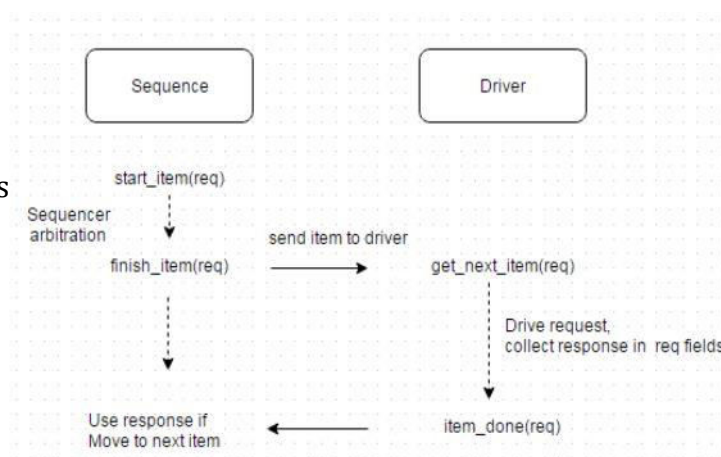 Sequence
Driver
s
start_item(req)
Sequencer
arbitration
send item to driver
finish_item(req)
get_next_item(req)
Drive request,
collect response in req fields
Use response if
Move to next item
item_done(req)